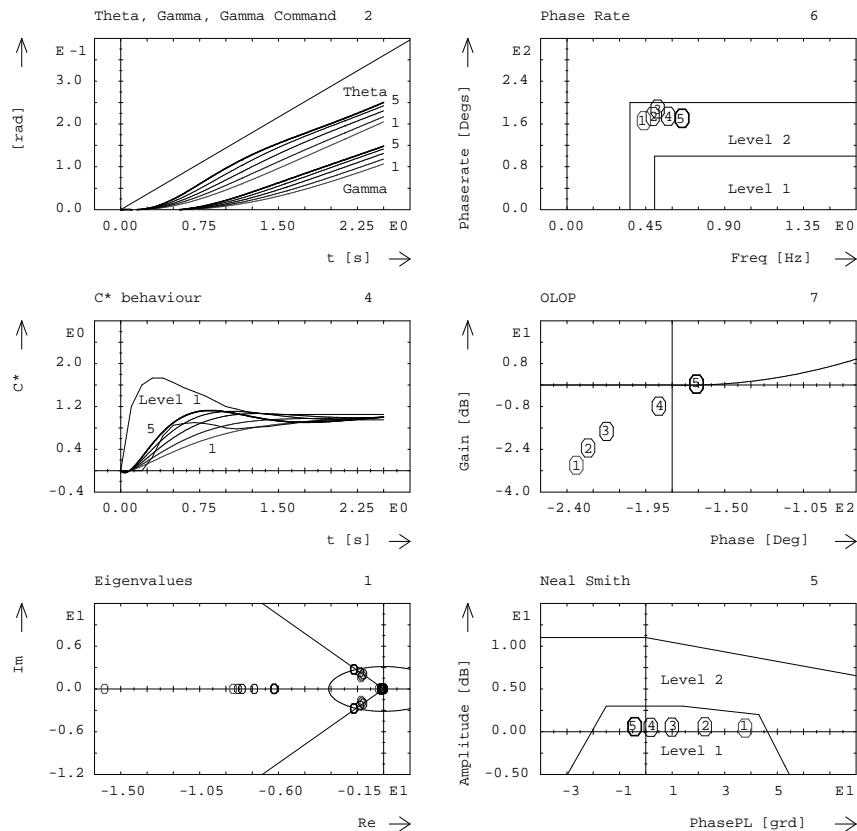 Theta, Gamma, Gamma Command 2
E -1
3.0
2.0
1.0
0.0
[rad]
Theta
5
1
5
1
Gamma
0.00 0.75 1.50 2.25 E0
t [s]
Phase Rate 6
E2
2.4
1.6
0.8
0.0
Phaserate [Degs]
1 2 3 4 5
Level 2
Level 1
0.00 0.45 0.90 1.35 E0
Freq [Hz]
C* behaviour 4
E0
2.0
1.2
0.4
-0.4
C*
Level 1
5
1
0.00 0.75 1.50 2.25 E0
t [s]
OLOP 7
E1
0.8
-0.8
-2.4
-4.0
Gain [dB]
5
4
3
2
1
-2.40 -1.95 -1.50 -1.05 E2
Phase [Deg]
Eigenvalues 1
E1
0.6
0.0
-0.6
-1.2
Im
-1.50 -1.05 -0.60 -0.15 E1
Re
Neal Smith 5
E1
1.00
0.50
0.00
-0.50
Amplitude [dB]
Level 2
5 4 3 2 1
Level 1
-3 -1 1 3 5 E1
PhasePL [grd]